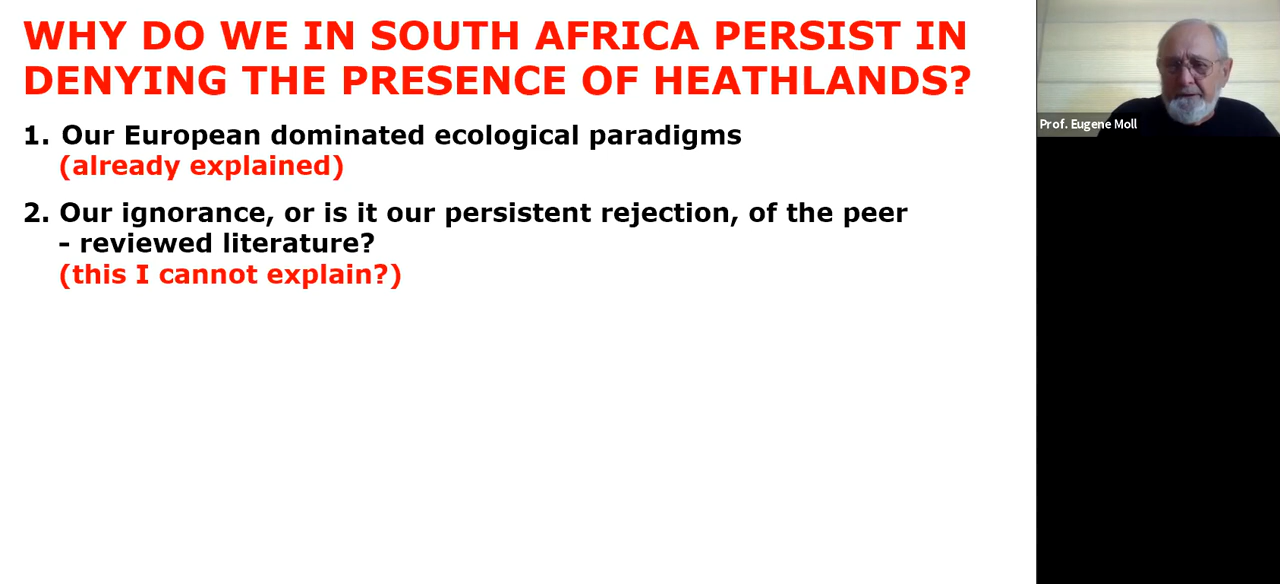 WHY DO WE IN SOUTH AFRICA PERSIST IN
DENYING THE PRESENCE OF HEATHLANDS?
1. Our European dominated ecological paradigms
(already explained)
2. Our ignorance, or is it our persistent rejection, of the peer
- reviewed literature?
(this I cannot explain?)
Prof. Eugene Moll